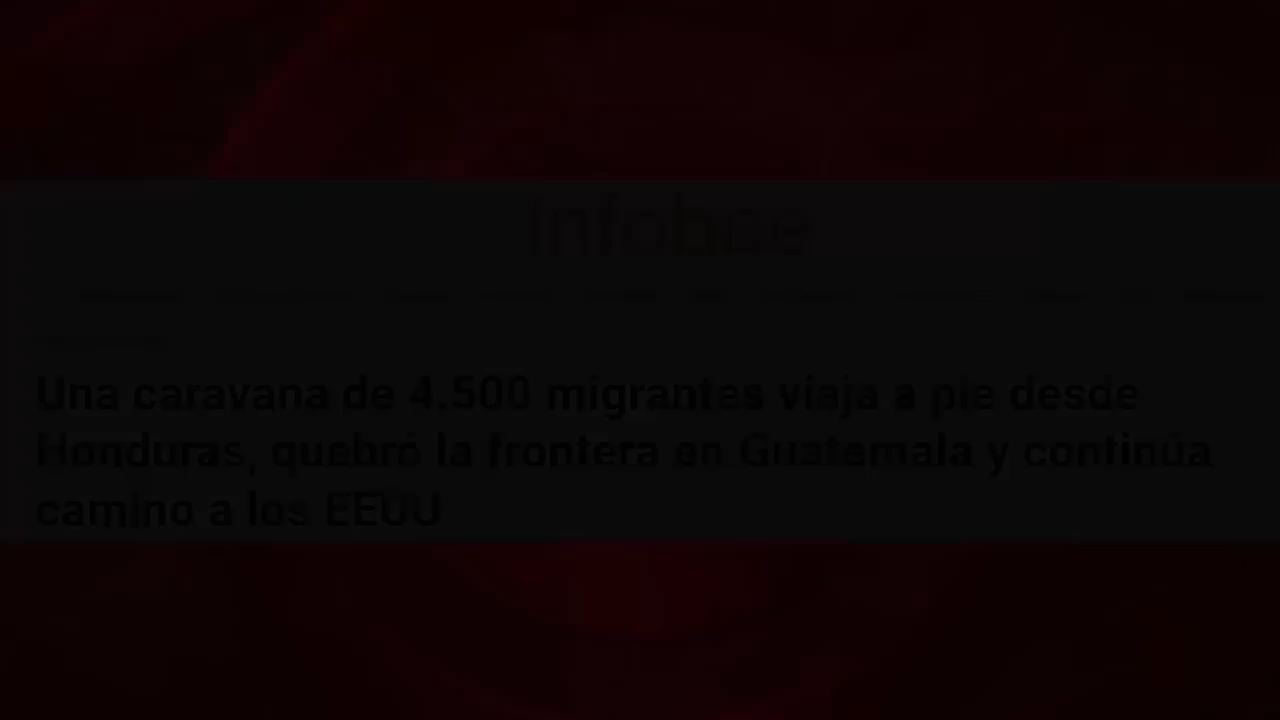 Infobae
Una caravana de 4.500 migrantes viaja a pie desde
Honduras, quebró la frontera en Guatemala y continúa
camino a los EEUU